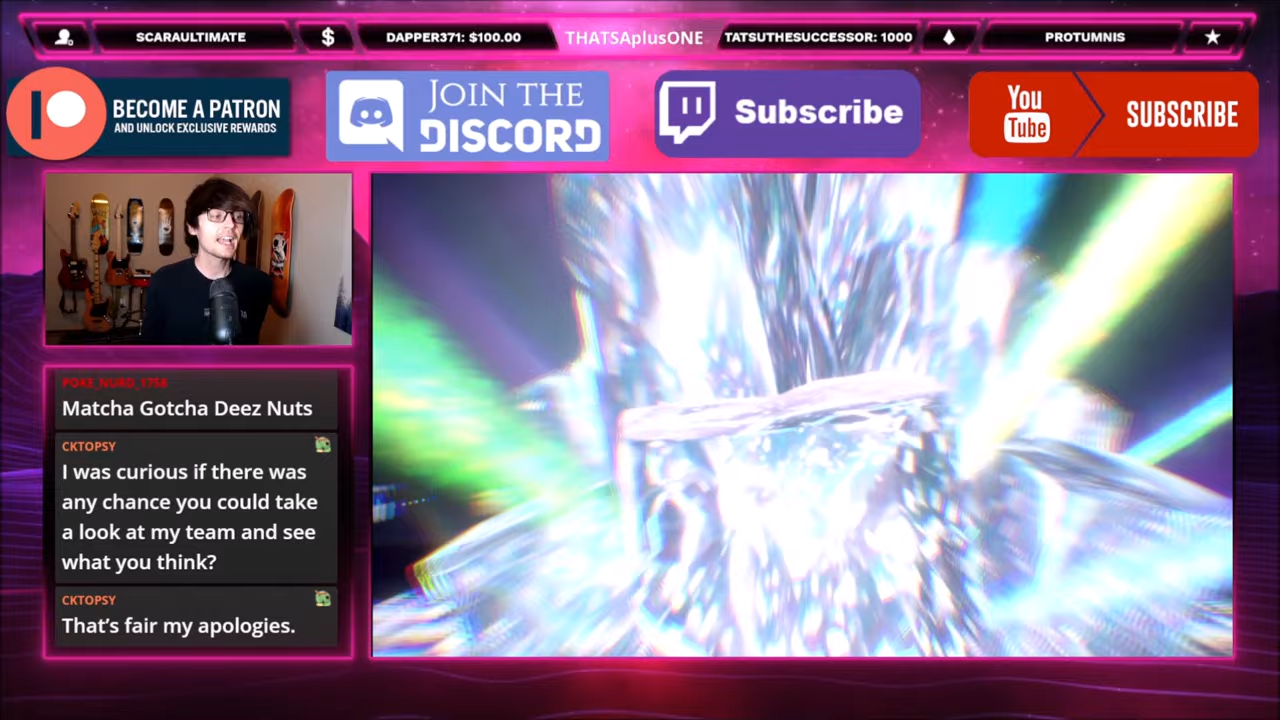 SCARAULTIMATE
$
DAPPER371: $100.00
THATSAplusONE
TATSUTHESUCCESSOR: 1000
PROTUMNIS
BECOME A PATRON
AND UNLOCK EXCLUSIVE REWARDS
JOIN THE
DISCORD
Subscribe
You
Tube
SUBSCRIBE
POKE_NURD_1758
Matcha Gotcha Deez Nuts
CKTOPSY
I was curious if there was
any chance you could take
a look at my team and see
what you think?
CKTOPSY
That's fair my apologies.